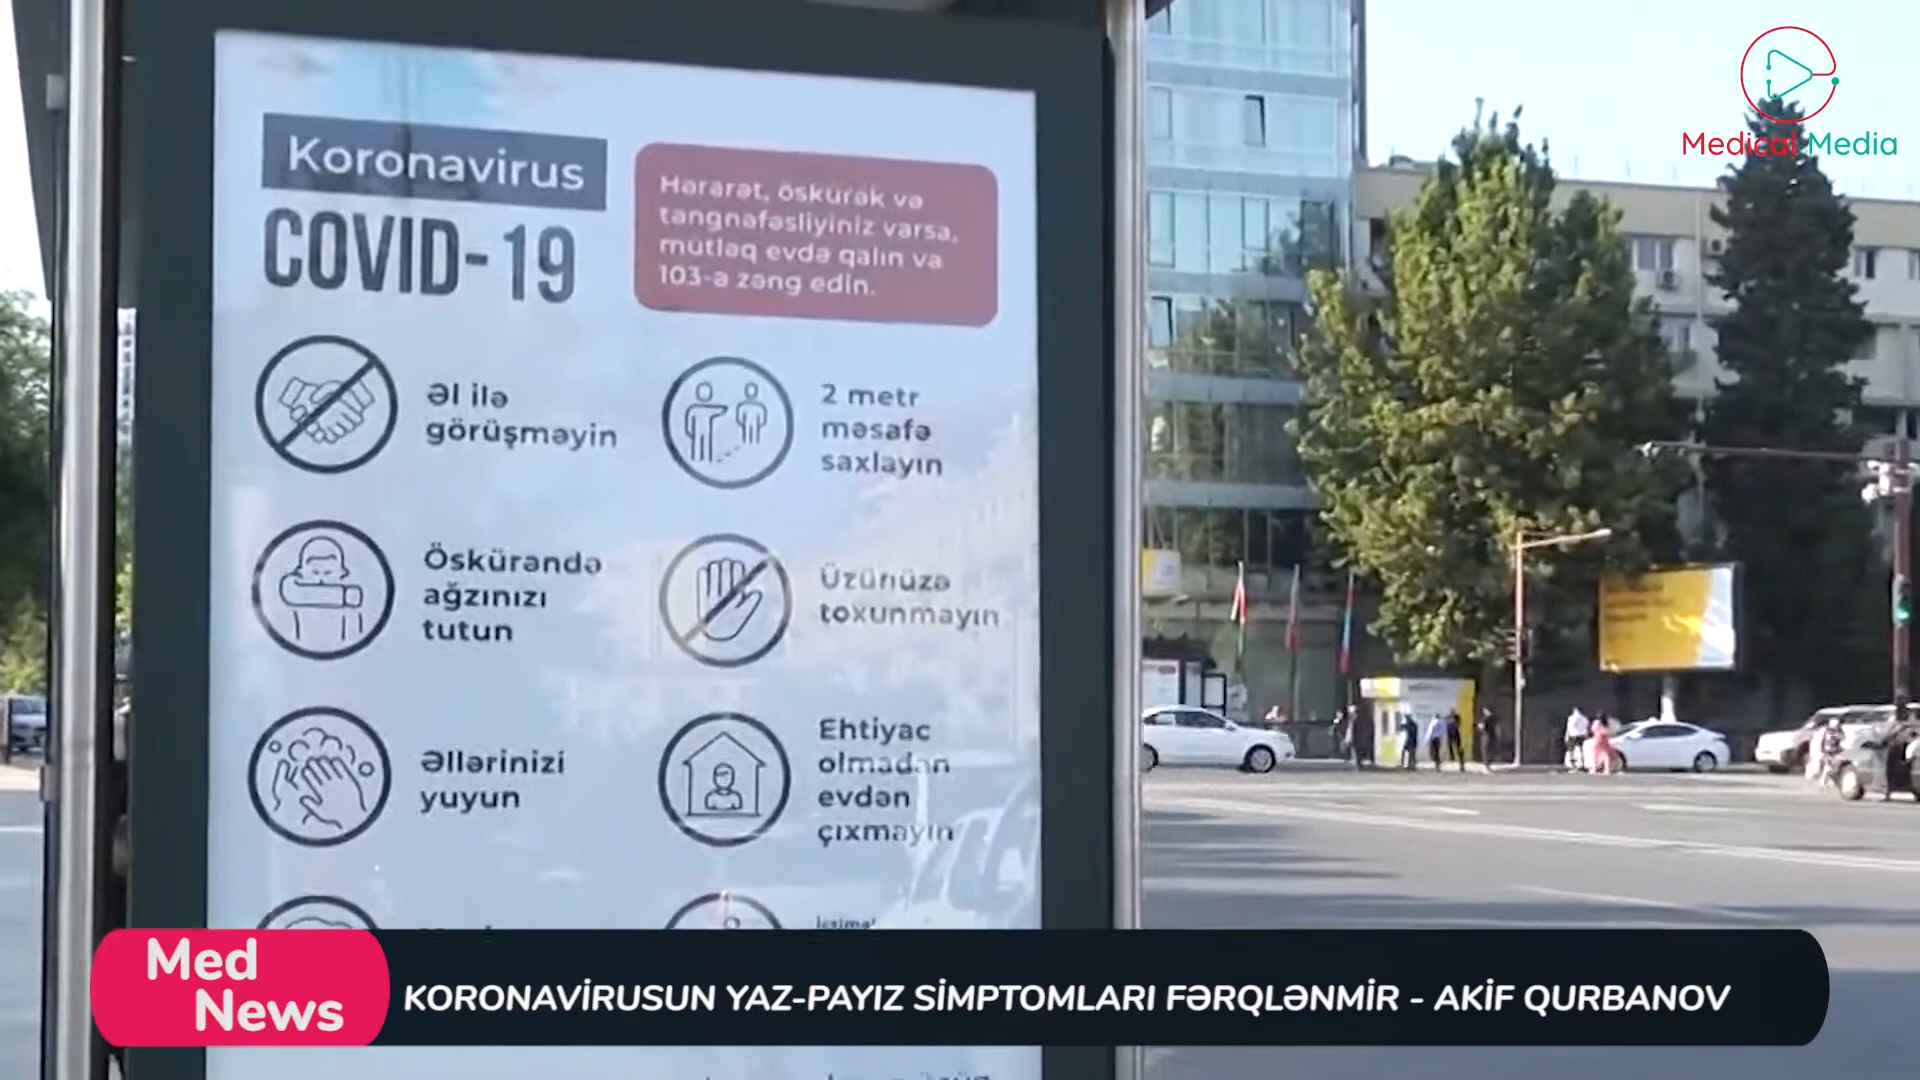 Medical Media
Koronavirus
COVID-19
Hərarət, öskürək və
təngnəfəsliyiniz varsa,
mütləq evdə qalın və
103-ə zəng edin.
Əl ilə
görüşməyin
2 metr
məsafə
saxlayın
Öskürəndə
ağzınızı
tutun
Üzünüzə
toxunmayın
Əllərinizi
yuyun
Ehtiyac
olmadan
evdən
çıxmayın
Med
News
KORONAVİRUSUN YAZ-PAYIZ SİMPTOMLARI FƏRQLƏNMİR - AKİF QURBANOV